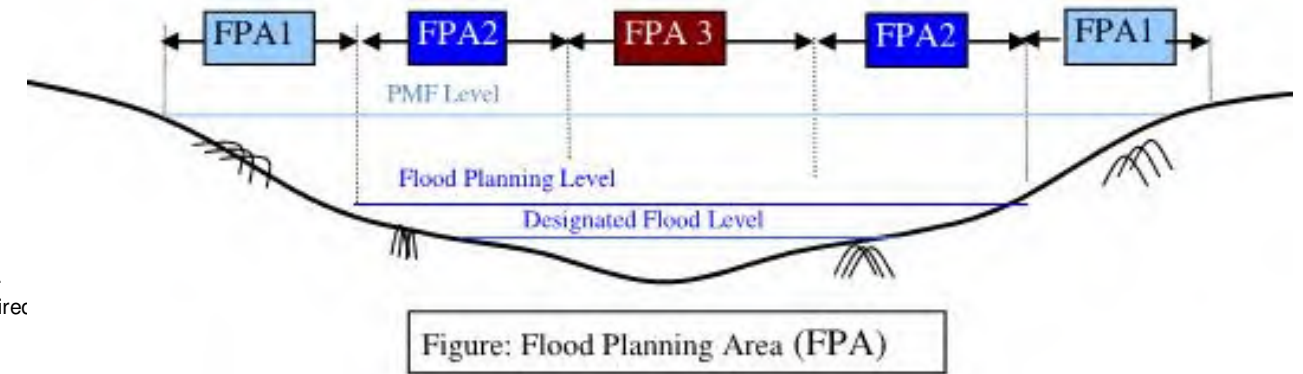 FPA1 FPA2 FPA 3 FPA2 FPA1
PMF Level
Flood Planning Level
Designated Flood Level
Figure: Flood Planning Area (FPA)